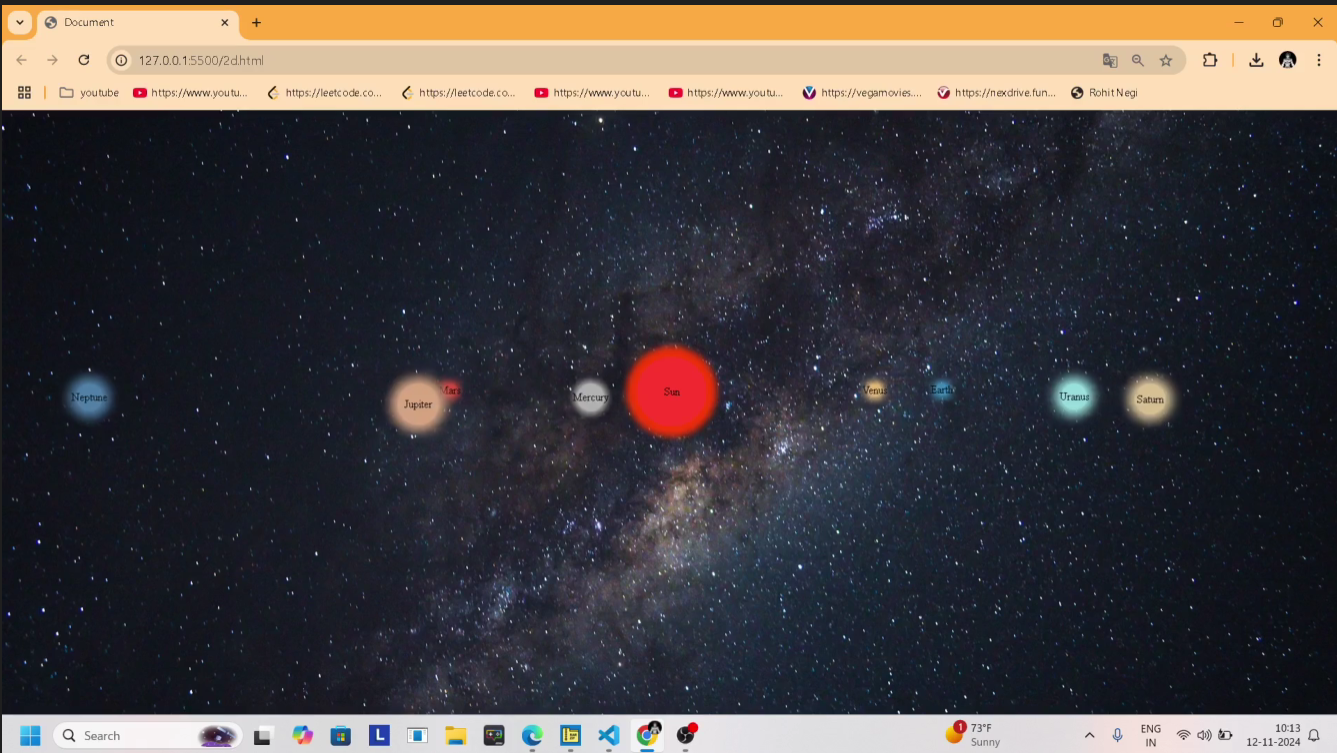 Document
127.0.0.1:5500/2d.html
youtube https://www.youtu... https://leetcode.co... https://leetcode.co... https://www.youtu... https://www.youtu... https://vegamovies.... https://nexdrive.fun... Rohit Negi
Neptune Jupiter Mars Mercury Sun Venus Earth Uranus Saturn
Search L 1 73°F ENG 10:13
Sunny IN 12-11-2024